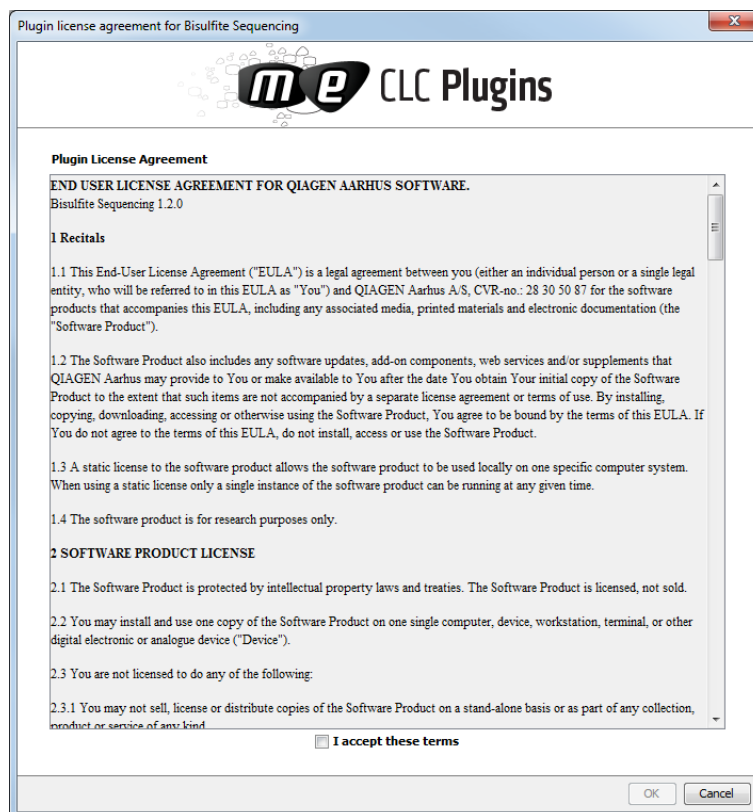 Plugin license agreement for Bisulfite Sequencing
me CLC Plugins
Plugin License Agreement
END USER LICENSE AGREEMENT FOR QIAGEN AARHUS SOFTWARE.
Bisulfite Sequencing 1.2.0
1 Recitals
1.1 This End-User License Agreement ("EULA") is a legal agreement between you (either an individual person or a single legal
entity, who will be referred to in this EULA as "You") and QIAGEN Aarhus A/S, CVR-no.: 28 30 50 87 for the software
products that accompanies this EULA, including any associated media, printed materials and electronic documentation (the
"Software Product").
1.2 The Software Product also includes any software updates, add-on components, web services and/or supplements that
QIAGEN Aarhus may provide to You or make available to You after the date You obtain Your initial copy of the Software
Product to the extent that such items are not accompanied by a separate license agreement or terms of use. By installing,
copying, downloading, accessing or otherwise using the Software Product, You agree to be bound by the terms of this EULA. If
You do not agree to the terms of this EULA, do not install, access or use the Software Product.
1.3 A static license to the software product allows the software product to be used locally on one specific computer system.
When using a static license only a single instance of the software product can be running at any given time.
1.4 The software product is for research purposes only.
2 SOFTWARE PRODUCT LICENSE
2.1 The Software Product is protected by intellectual property laws and treaties. The Software Product is licensed, not sold.
2.2 You may install and use one copy of the Software Product on one single computer, device, workstation, terminal, or other
digital electronic or analogue device ("Device").
2.3 You are not licensed to do any of the following:
2.3.1 You may not sell, license or distribute copies of the Software Product on a stand-alone basis or as part of any collection,
product or service of any kind
I accept these terms
OK Cancel